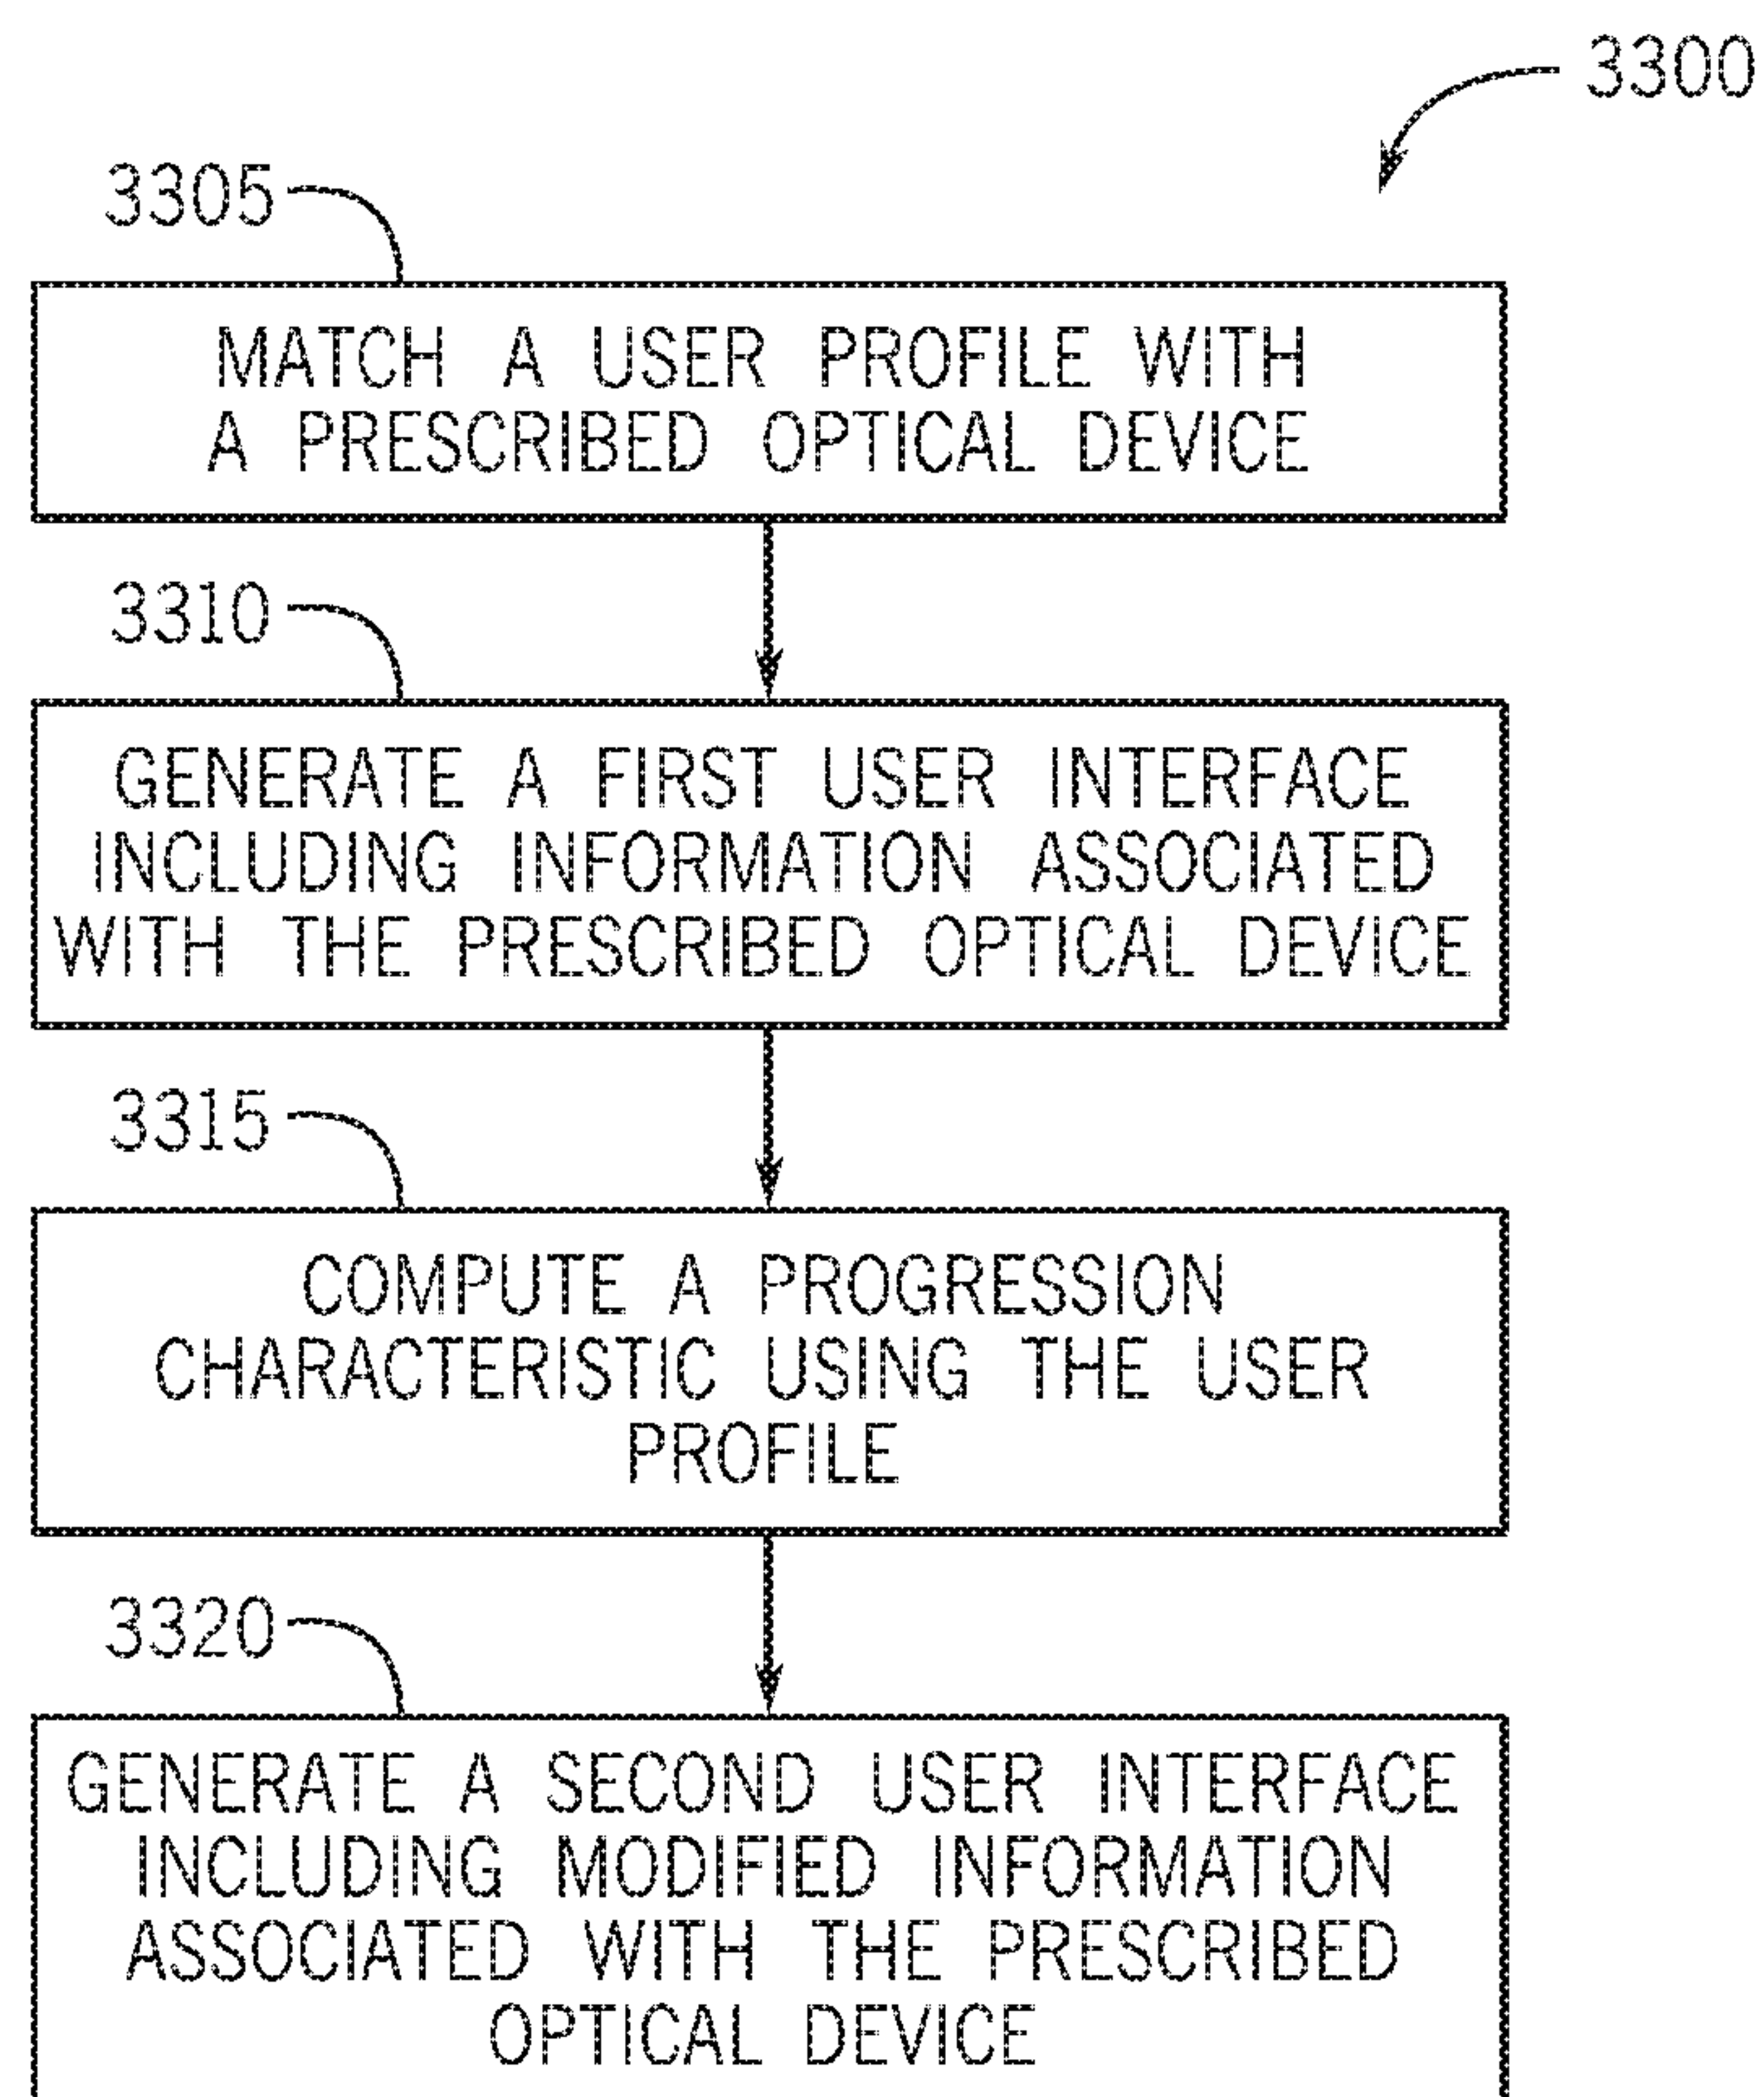 3300
3305
MATCH A USER PROFILE WITH
A PRESCRIBED OPTICAL DEVICE
3310
GENERATE A FIRST USER INTERFACE
INCLUDING INFORMATION ASSOCIATED
WITH THE PRESCRIBED OPTICAL DEVICE
3315
COMPUTE A PROGRESSION
CHARACTERISTIC USING THE USER
PROFILE
3320
GENERATE A SECOND USER INTERFACE
INCLUDING MODIFIED INFORMATION
ASSOCIATED WITH THE PRESCRIBED
OPTICAL DEVICE